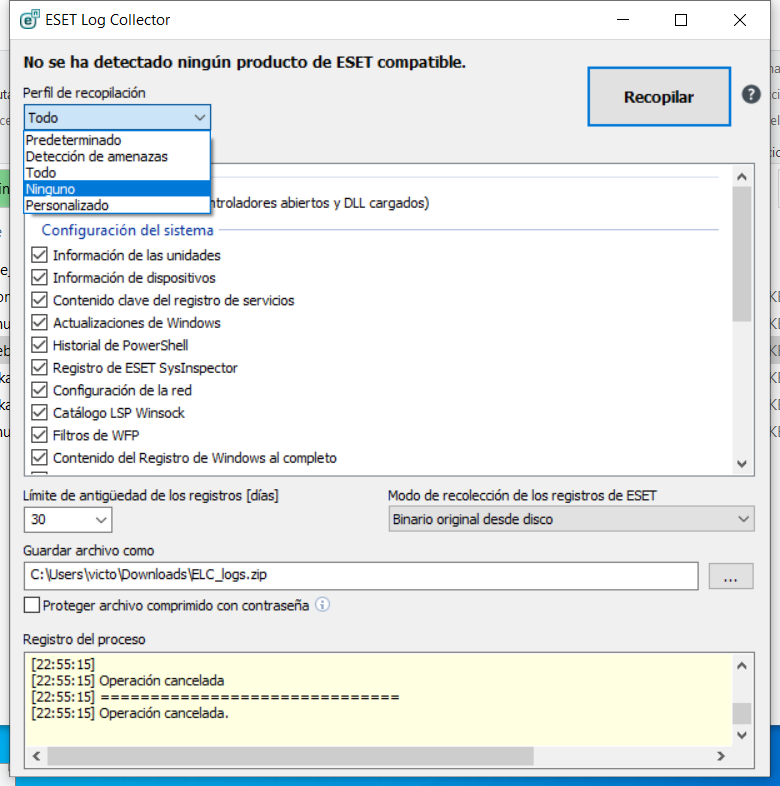 ESET Log Collector
No se ha detectado ningún producto de ESET compatible.
Perfil de recopilación
Recopilar
Todo
Predeterminado
Detección de amenazas
Todo
Ninguno
Personalizado
abiertos y DLL cargados)
Configuración del sistema
Información de las unidades
Información de dispositivos
Contenido clave del registro de servicios
Actualizaciones de Windows
Historial de PowerShell
Registro de ESET SysInspector
Configuración de la red
Catálogo LSP Winsock
Filtros de WFP
Contenido del Registro de Windows al completo
Límite de antigüedad de los registros [días]
Modo de recolección de los registros de ESET
30
Binario original desde disco
Guardar archivo como
C:\Users\victo\Downloads\ELC_logs.zip
...
Proteger archivo comprimido con contraseña
Registro del proceso
[22:55:15]
[22:55:15] Operación cancelada
[22:55:15] ==============================
[22:55:15] Operación cancelada.